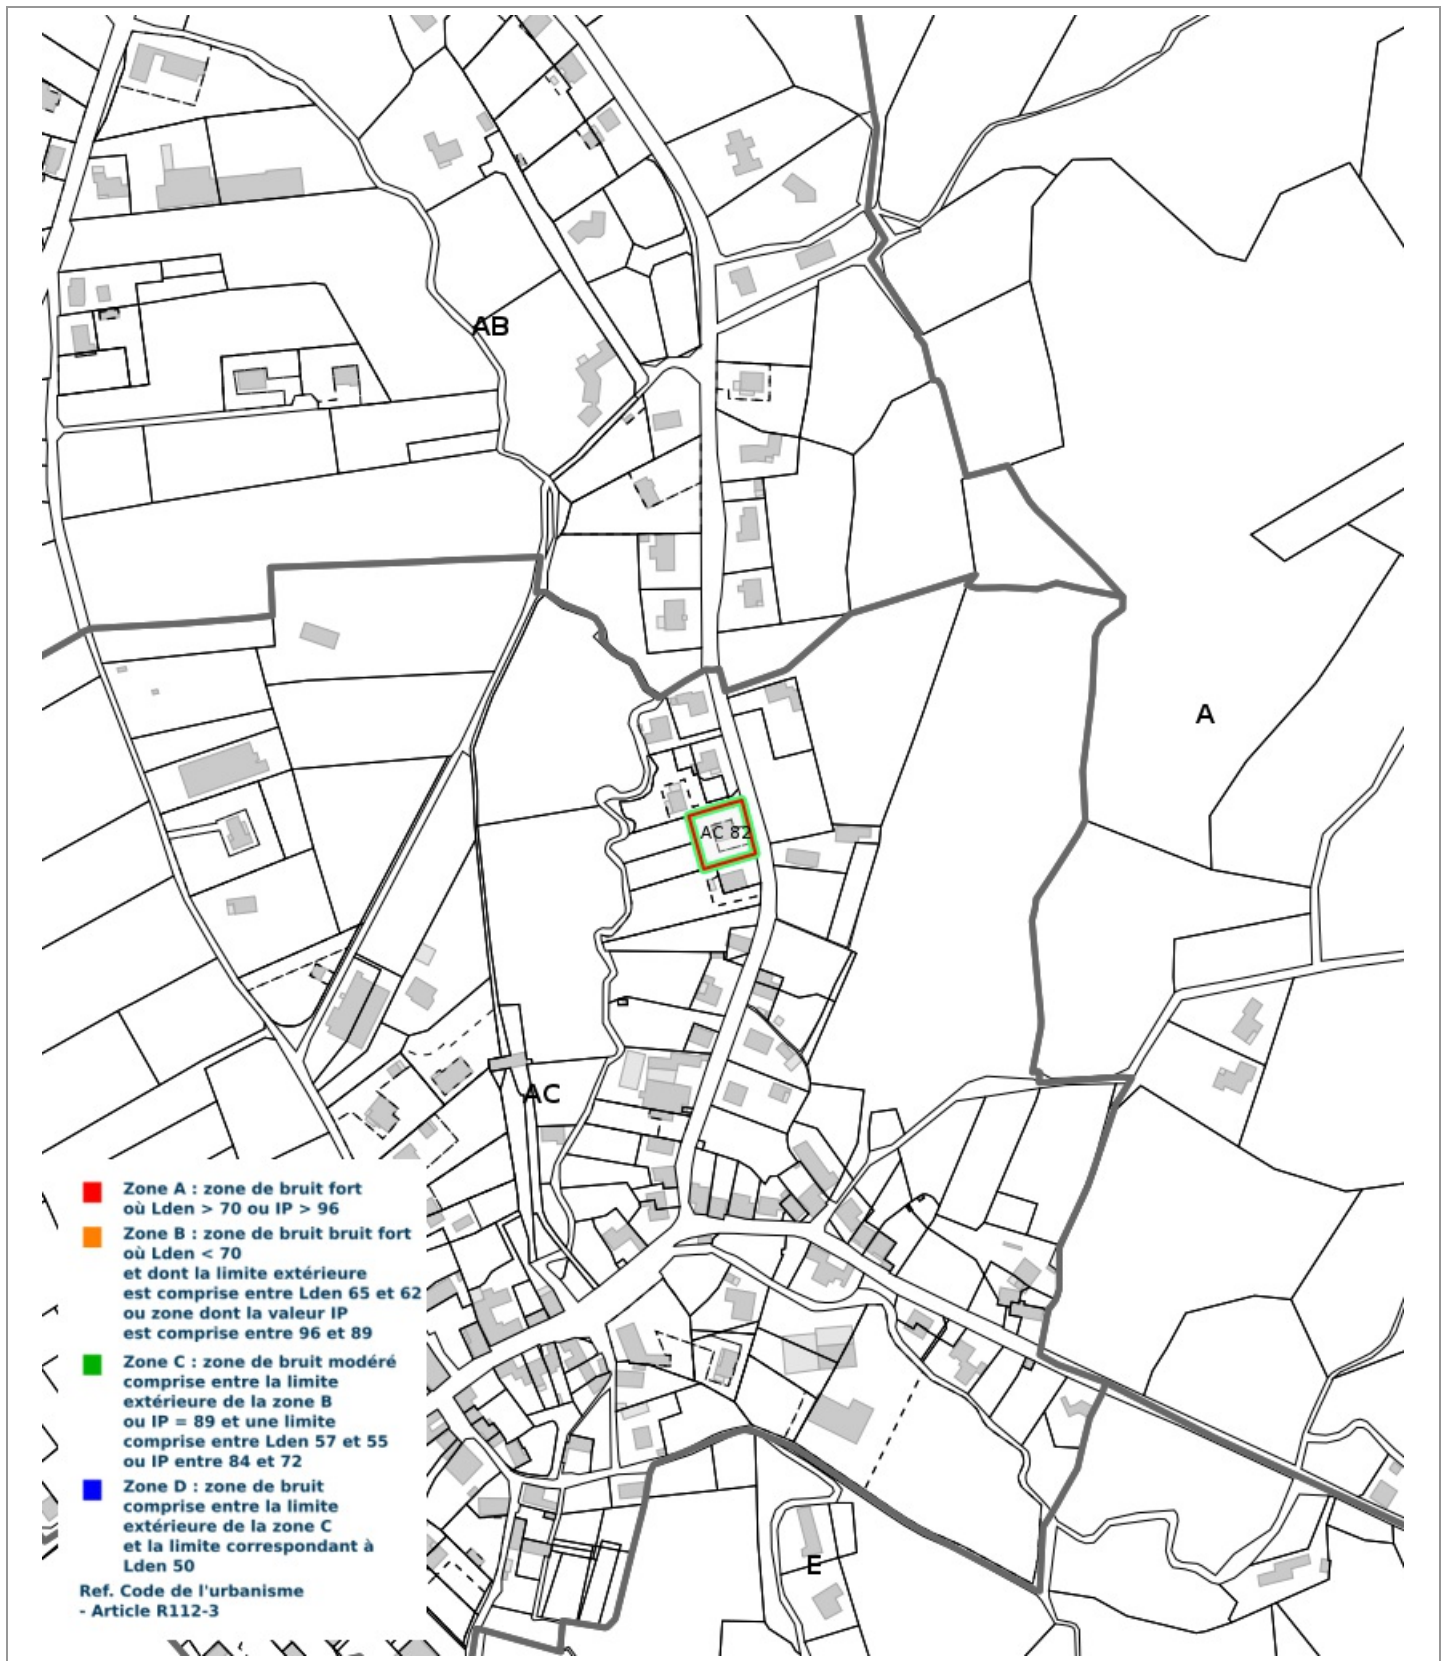 AB
A
AC 82
AC
Zone A : zone de bruit fort
où Lden > 70 ou IP > 96
Zone B : zone de bruit bruit fort
où Lden < 70
et dont la limite extérieure
est comprise entre Lden 65 et 62
ou zone dont la valeur IP
est comprise entre 96 et 89
Zone C : zone de bruit modéré
comprise entre la limite
extérieure de la zone B
ou IP = 89 et une limite
comprise entre Lden 57 et 55
ou IP entre 84 et 72
Zone D : zone de bruit
comprise entre la limite
extérieure de la zone C
et la limite correspondant à
Lden 50
Ref. Code de l'urbanisme
- Article R112-3
E